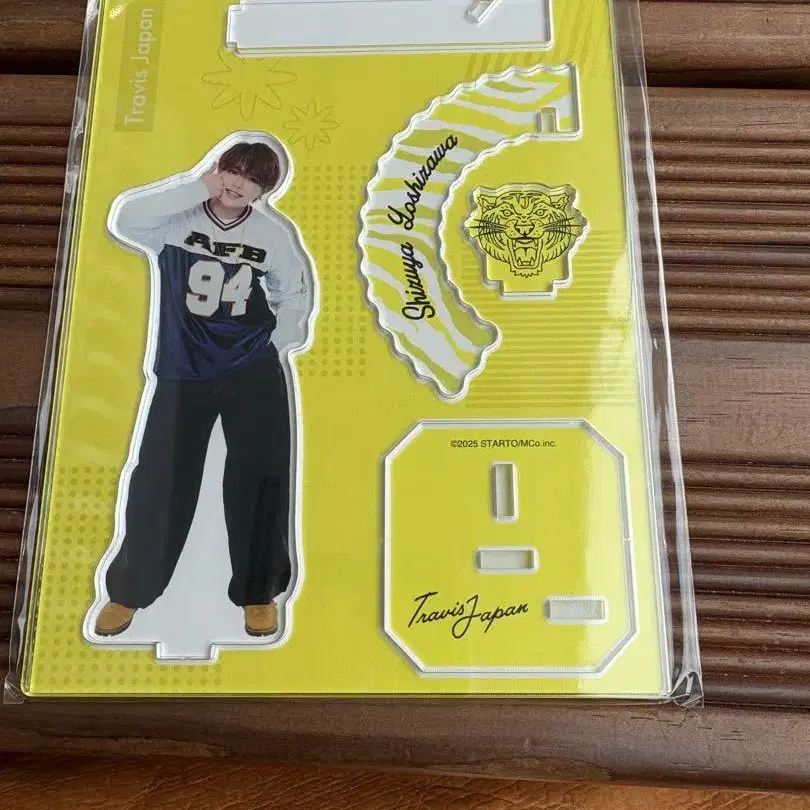 Travis Japan
Shizuya Yoshizawa
AFB
94
©2025 STARTO/MCo.inc.
Travis Japan